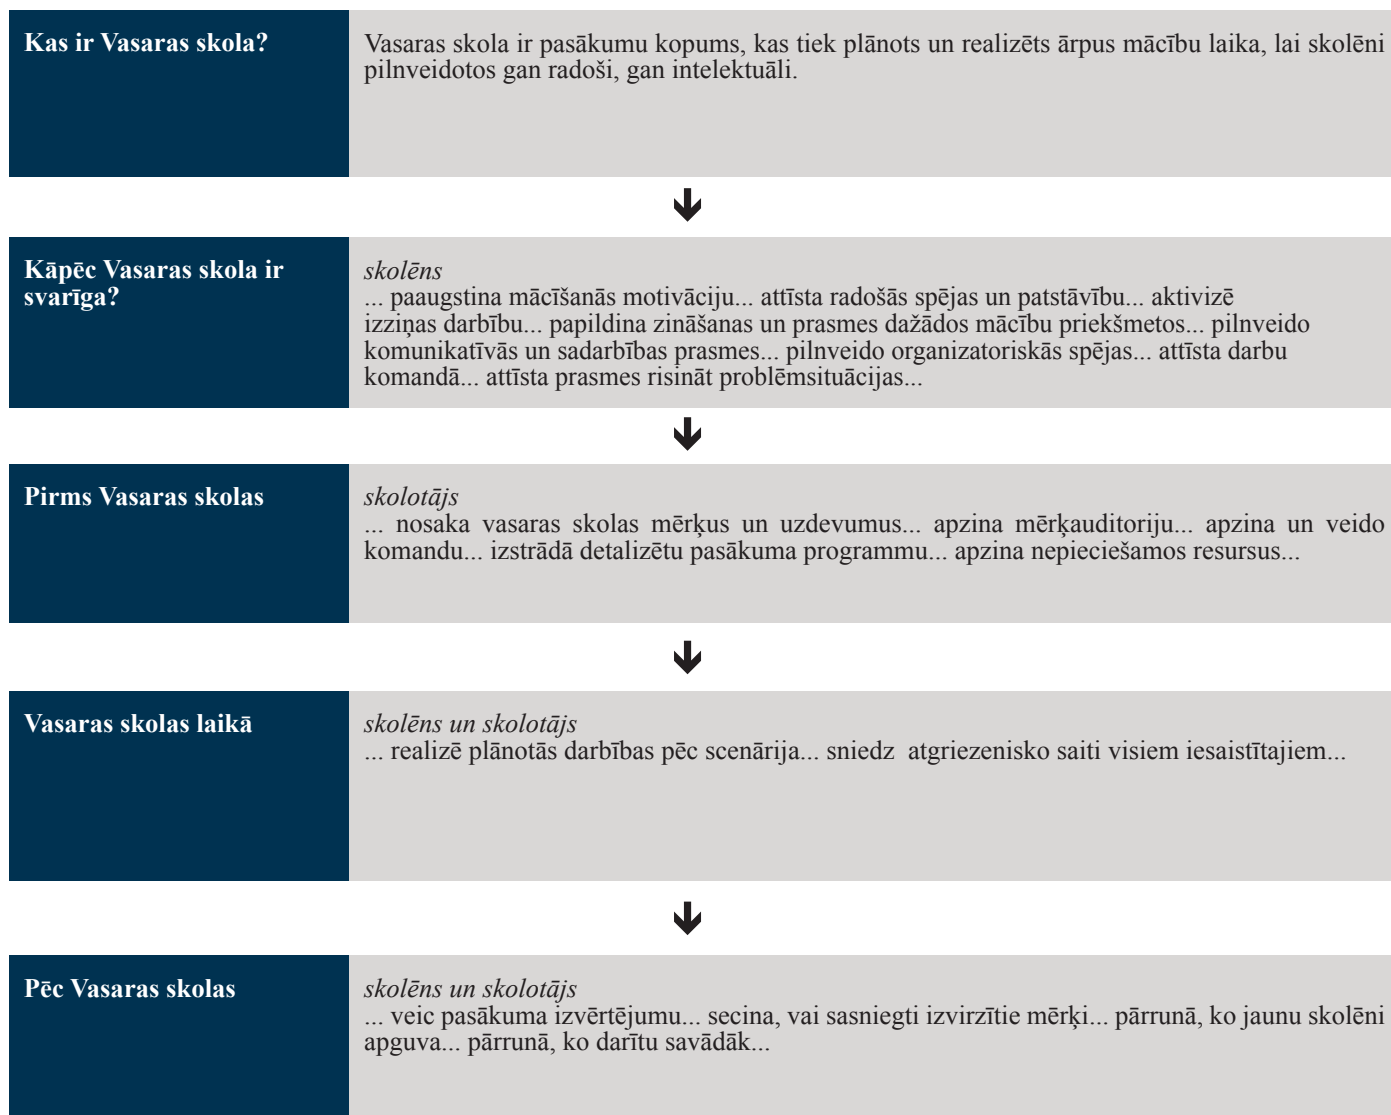 Kas ir Vasaras skola?
Vasaras skola ir pasākumu kopums, kas tiek plānots un realizēts ārpus mācību laika, lai skolēni
pilnveidotos gan radoši, gan intelektuāli.
Kāpēc Vasaras skola ir
svarīga?
skolēns
... paaugstina mācīšanās motivāciju... attīsta radošās spējas un patstāvību... aktivizē
izziņas darbību... papildina zināšanas un prasmes dažādos mācību priekšmetos... pilnveido
komunikatīvās un sadarbības prasmes... pilnveido organizatoriskās spējas... attīsta darbu
komandā... attīsta prasmes risināt problēmsituācijas...
Pirms Vasaras skolas
skolotājs
... nosaka vasaras skolas mērķus un uzdevumus... apzina mērķauditoriju... apzina un veido
komandu... izstrādā detalizētu pasākuma programmu... apzina nepieciešamos resursus...
Vasaras skolas laikā
skolēns un skolotājs
... realizē plānotās darbības pēc scenārija... sniedz  atgriezenisko saiti visiem iesaistītajiem...
Pēc Vasaras skolas
skolēns un skolotājs
... veic pasākuma izvērtējumu... secina, vai sasniegti izvirzītie mērķi... pārrunā, ko jaunu skolēni
apguva... pārrunā, ko darītu savādāk...